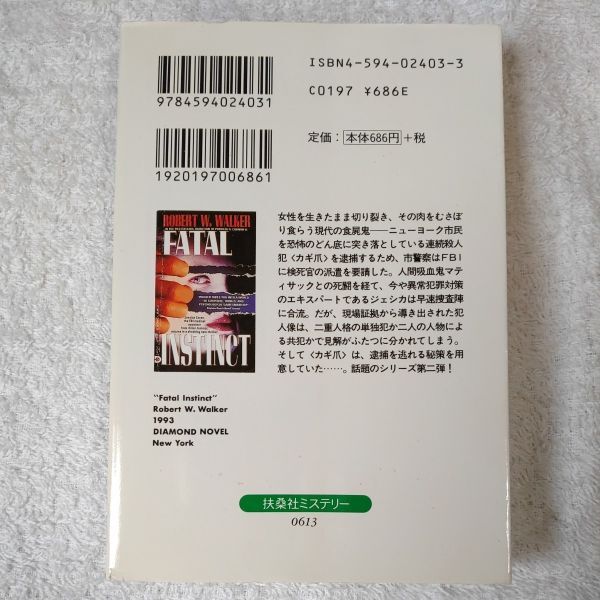 ISBN4-594-02403-3
9784594024031
C0197 ¥686E
定価：本体686円＋税
1920197006861
ROBERT W. WALKER
FATAL
INSTINCT
女性を生きたまま切り裂き、その肉をむさぼ
り食らう現代の食屍鬼——ニューヨーク市民
を恐怖のどん底に突き落としている連続殺人
犯〈カギ爪〉を逮捕するため、市警察はＦＢＩ
に検死官の派遣を要請した。人間吸血鬼マテ
ィサックとの死闘を経て、今や異常犯罪対策
のエキスパートであるジェシカは早速捜査陣
に合流。だが、現場証拠から導き出された犯
人像は、二重人格の単独犯か二人の人物によ
る共犯かで見解がふたつに分かれてしまう。
そして〈カギ爪〉は、逮捕を逃れる秘策を用
意していた……。話題のシリーズ第二弾！
"Fatal Instinct"
Robert W. Walker
1993
DIAMOND NOVEL
New York
扶桑社ミステリー
0613